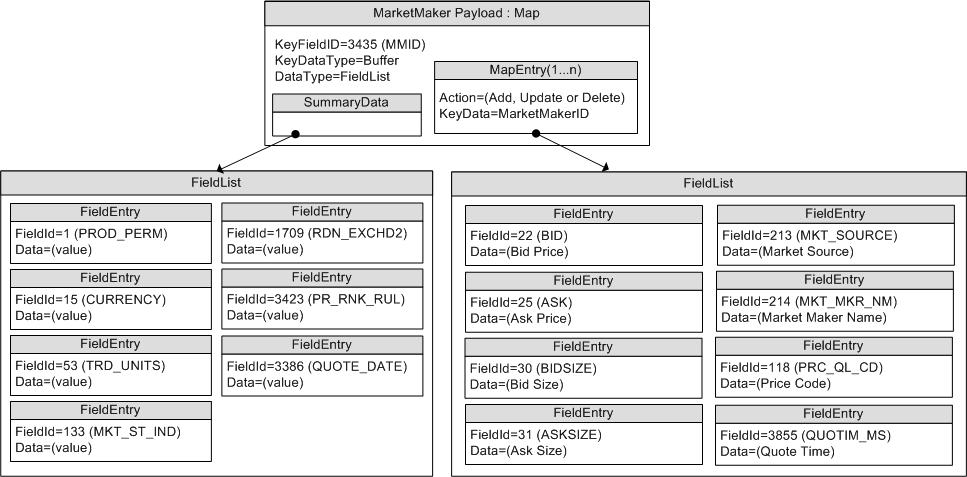 MarketMaker Payload : Map
KeyFieldID=3435 (MMID)
KeyDataType=Buffer
DataType=FieldList
SummaryData
MapEntry(1...n)
Action=(Add, Update or Delete)
KeyData=MarketMakerID
FieldList
FieldEntry
FieldId=1 (PROD_PERM)
Data=(value)
FieldEntry
FieldId=1709 (RDN_EXCHD2)
Data=(value)
FieldEntry
FieldId=15 (CURRENCY)
Data=(value)
FieldEntry
FieldId=3423 (PR_RNK_RUL)
Data=(value)
FieldEntry
FieldId=53 (TRD_UNITS)
Data=(value)
FieldEntry
FieldId=3386 (QUOTE_DATE)
Data=(value)
FieldEntry
FieldId=133 (MKT_ST_IND)
Data=(value)
FieldList
FieldEntry
FieldId=22 (BID)
Data=(Bid Price)
FieldEntry
FieldId=213 (MKT_SOURCE)
Data=(Market Source)
FieldEntry
FieldId=25 (ASK)
Data=(Ask Price)
FieldEntry
FieldId=214 (MKT_MKR_NM)
Data=(Market Maker Name)
FieldEntry
FieldId=30 (BIDSIZE)
Data=(Bid Size)
FieldEntry
FieldId=118 (PRC_QL_CD)
Data=(Price Code)
FieldEntry
FieldId=31 (ASKSIZE)
Data=(Ask Size)
FieldEntry
FieldId=3855 (QUOTIM_MS)
Data=(Quote Time)